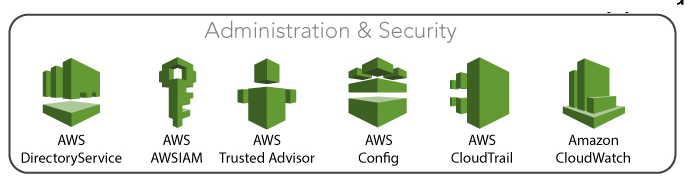 Administration & Security
AWS
DirectoryService
AWS
AWSIAM
AWS
Trusted Advisor
AWS
Config
AWS
CloudTrail
Amazon
CloudWatch